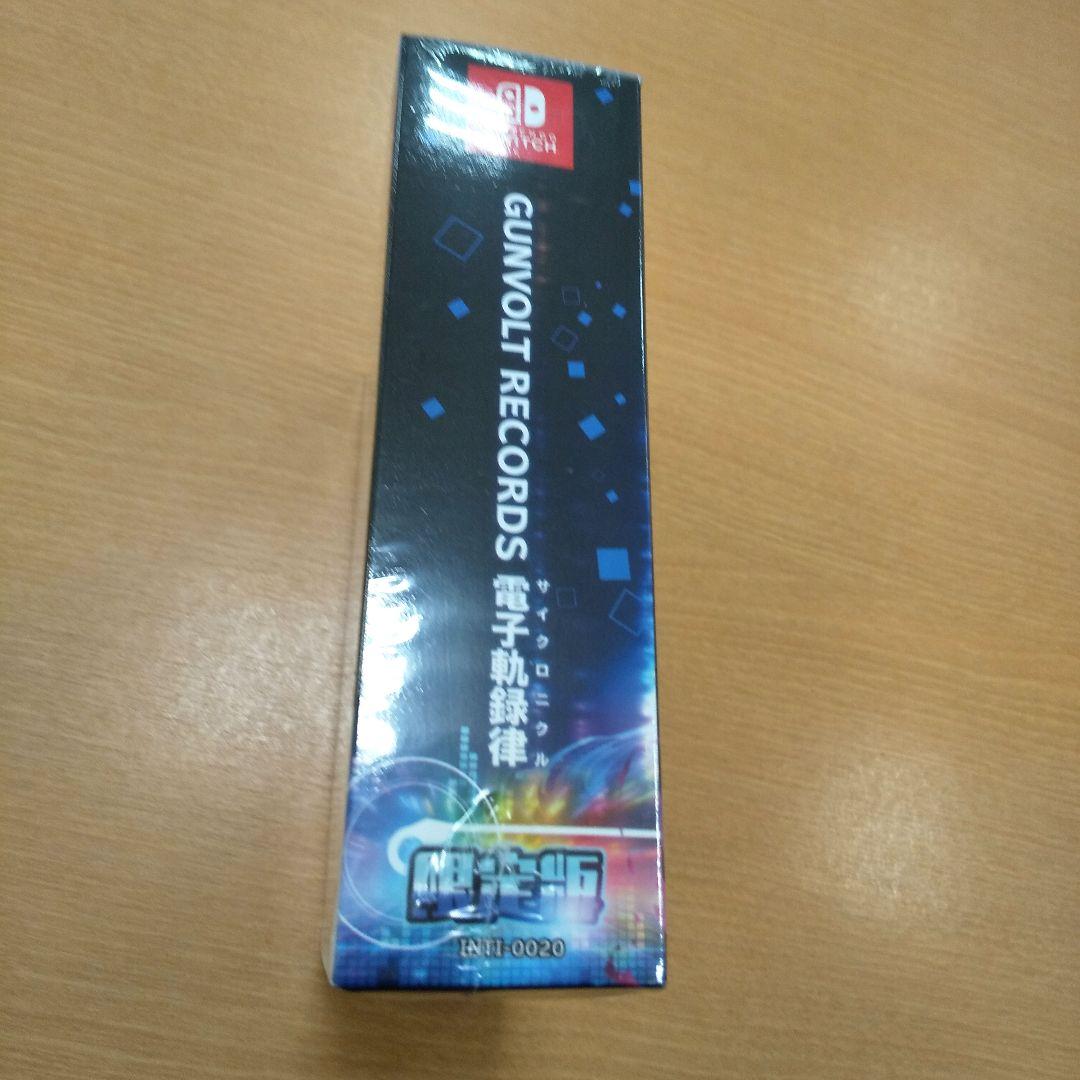 SWITCH
GUNVOLT RECORDS 電子軌録律
サイクロニクル
限定版
INTI-0020